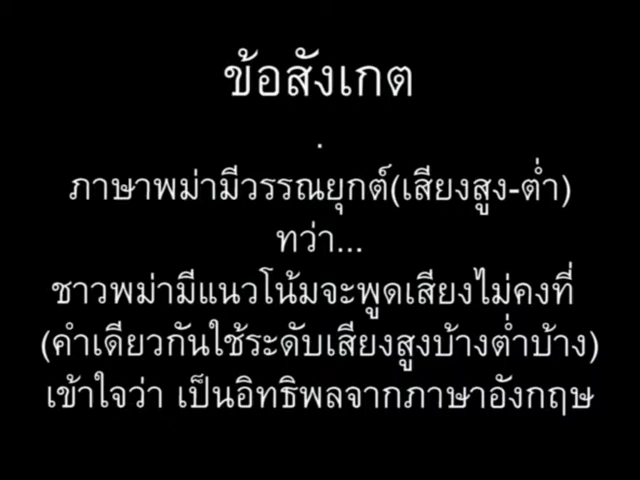 ข้อสังเกต
.
ภาษาพม่ามีวรรณยุกต์(เสียงสูง-ต่ำ)
ทว่า...
ชาวพม่ามีแนวโน้มจะพูดเสียงไม่คงที่
(คำเดียวกันใช้ระดับเสียงสูงบ้างต่ำบ้าง)
เข้าใจว่า เป็นอิทธิพลจากภาษาอังกฤษ